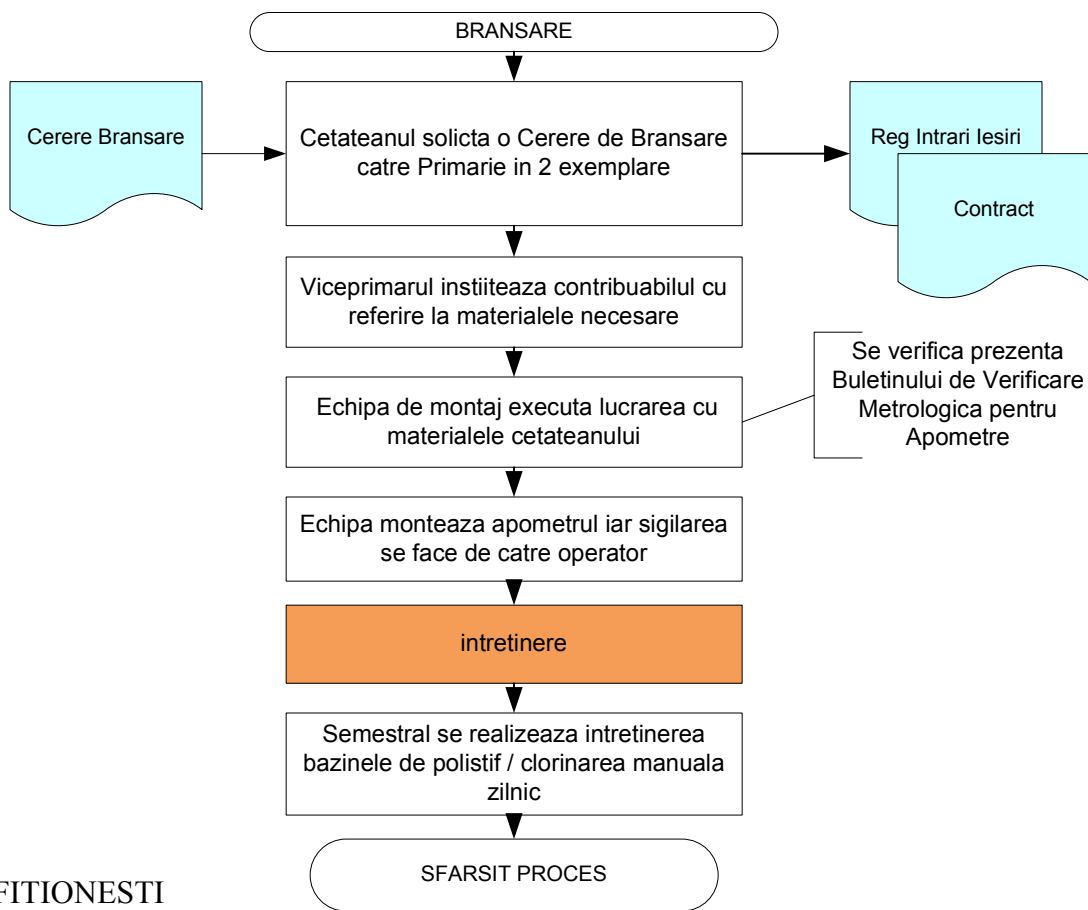 BRANSARE
Cerere Bransare
Cetateanul solicta o Cerere de Bransare
catre Primarie in 2 exemplare
Reg Intrari Iesiri
Contract
Viceprimarul instiiteaza contribuabilul cu
referire la materialele necesare
Echipa de montaj executa lucrarea cu
materialele cetateanului
Se verifica prezenta
Buletinului de Verificare
Metrologica pentru
Apometre
Echipa monteaza apometrul iar sigilarea
se face de catre operator
intretinere
Semestral se realizeaza intretinerea
bazinele de polistif / clorinarea manuala
zilnic
SFARSIT PROCES
FITIONESTI